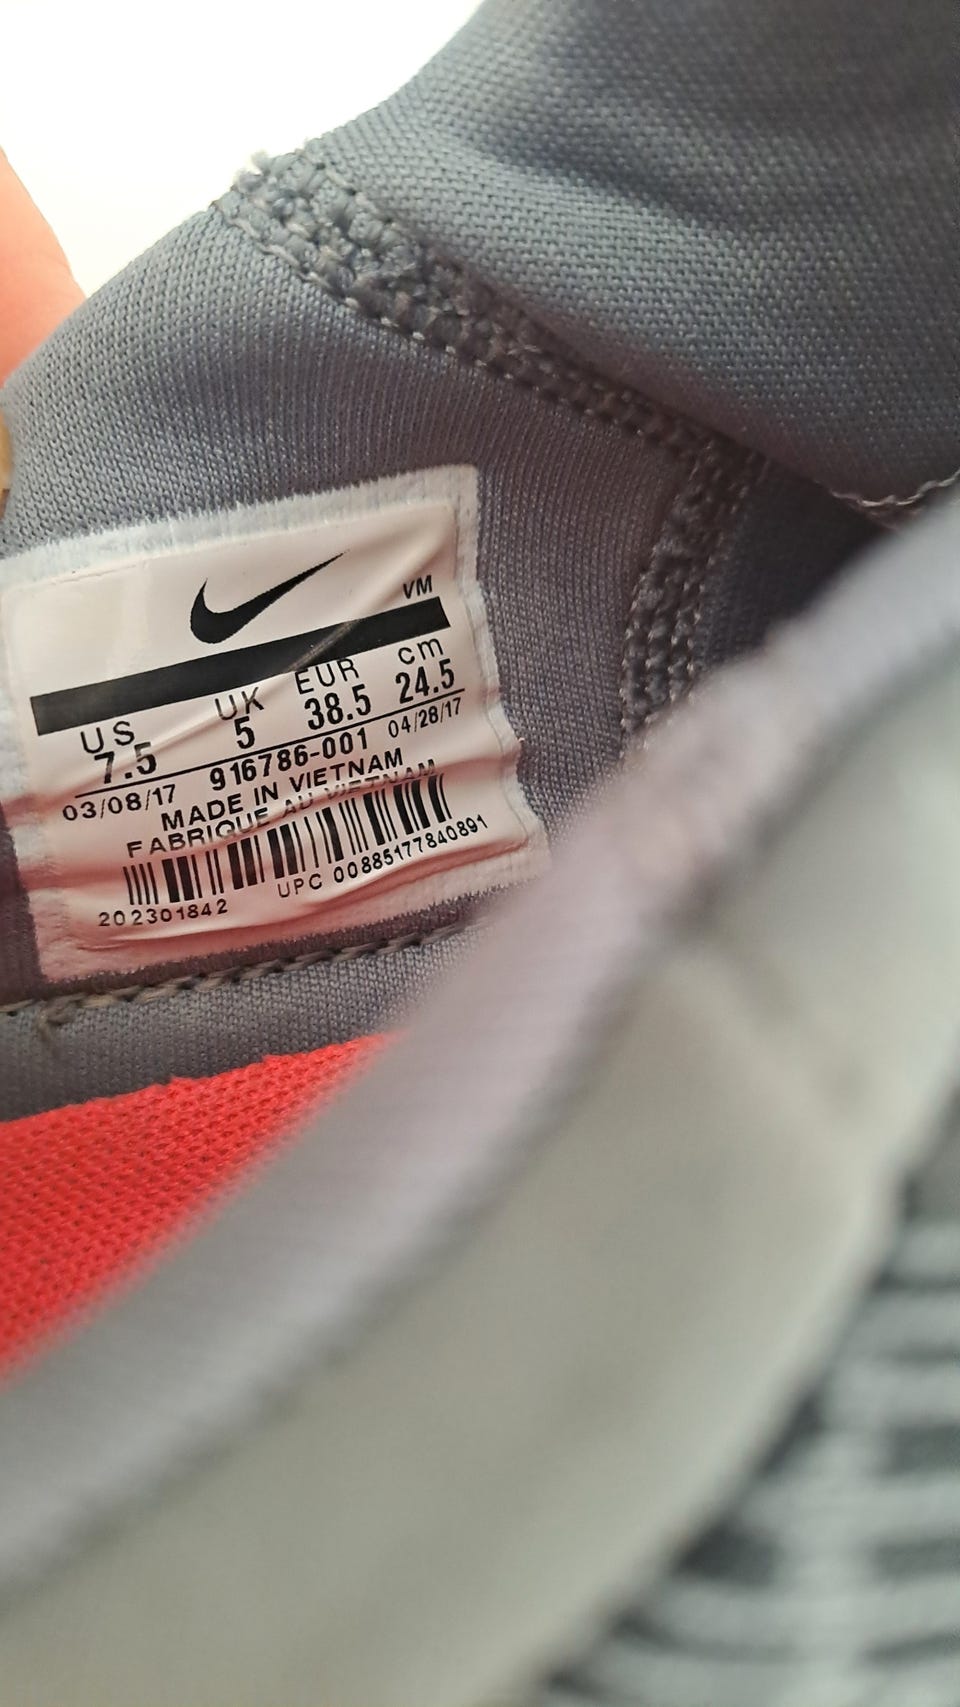 VM
US UK EUR cm
7.5 5 38.5 24.5
03/08/17 916786-001 04/28/17
MADE IN VIETNAM
FABRIQUE AU VIETNAM
202301842 UPC 00885177840891